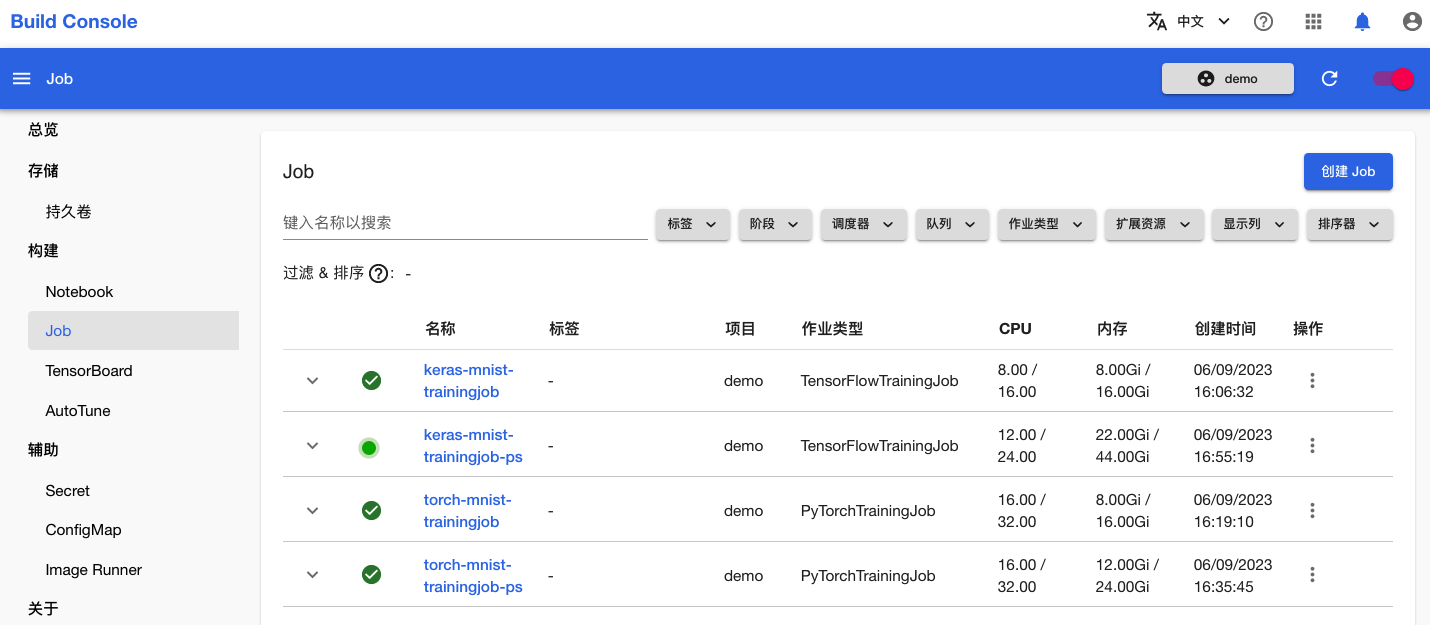 Build Console
中文
Job
demo
总览
存储
持久卷
构建
Notebook
Job
TensorBoard
AutoTune
辅助
Secret
ConfigMap
Image Runner
关于
Job
创建 Job
键入名称以搜索
标签 阶段 调度器 队列 作业类型 扩展资源 显示列 排序器
过滤 & 排序 ?: -
名称 标签 项目 作业类型 CPU 内存 创建时间 操作
keras-mnist- 8.00 / 8.00Gi / 06/09/2023
- demo TensorFlowTrainingJob
trainingjob 16.00 16.00Gi 16:06:32
keras-mnist- 12.00 / 22.00Gi / 06/09/2023
- demo TensorFlowTrainingJob
trainingjob-ps 24.00 44.00Gi 16:55:19
torch-mnist- 16.00 / 8.00Gi / 06/09/2023
- demo PyTorchTrainingJob
trainingjob 32.00 16.00Gi 16:19:10
torch-mnist- 16.00 / 12.00Gi / 06/09/2023
- demo PyTorchTrainingJob
trainingjob-ps 32.00 24.00Gi 16:35:45